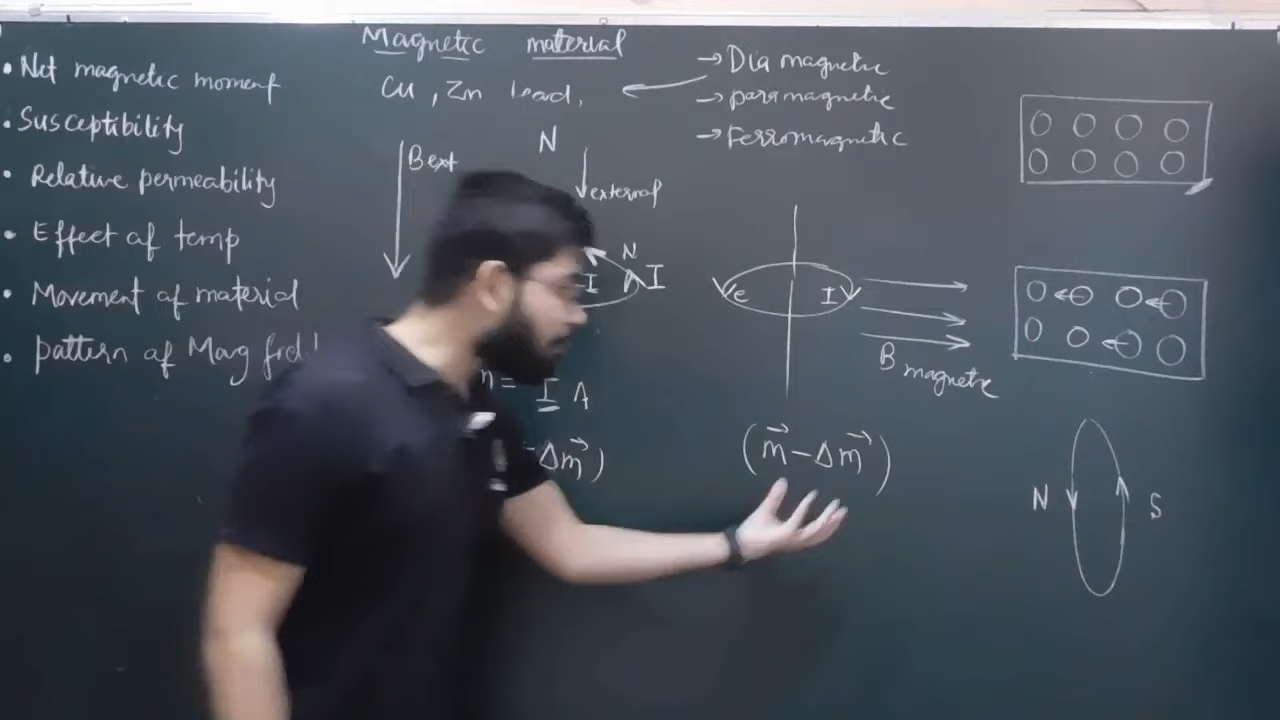 Magnetic material
• Net magnetic moment
• Susceptibility
• Relative permeability
• Effect of temp
• Movement of material
• pattern of Mag
Cu, Zn lead,
→ Dia magnetic
→ paramagnetic
→ Ferromagnetic
Bext
N
external
N
I I
= I A
- Δm⃗)
e I
B magnetic
(m⃗ - Δm⃗)
N S